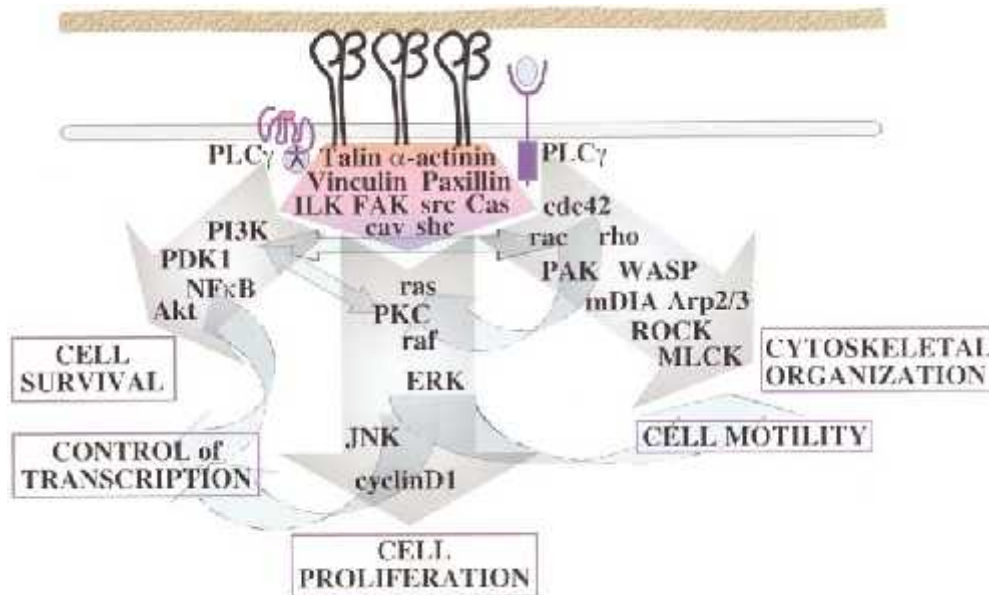 PLCγ
Talin α-actinin
PLCγ
Vinculin Paxillin
ILK FAK src Cas
cav shc
cdc42
PI3K
rac rho
PDK1
PAK WASP
NFκB
ras
mDIA Arp2/3
Akt
PKC
ROCK
raf
MLCK
CELL
SURVIVAL
CYTOSKELETAL
ORGANIZATION
ERK
CONTROL of
TRANSCRIPTION
JNK
CELL MOTILITY
cyclinD1
CELL
PROLIFERATION